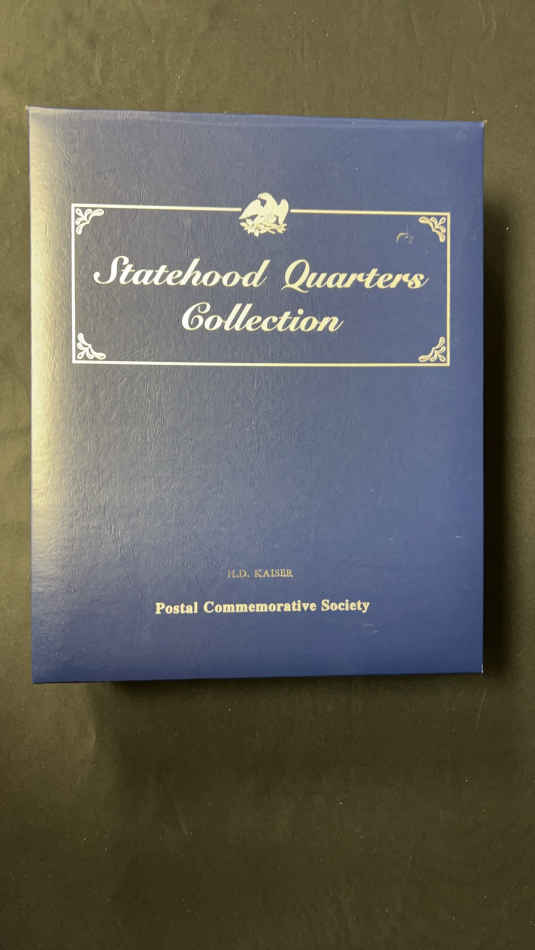 Statehood Quarters
Collection
H.D. KAISER
Postal Commemorative Society